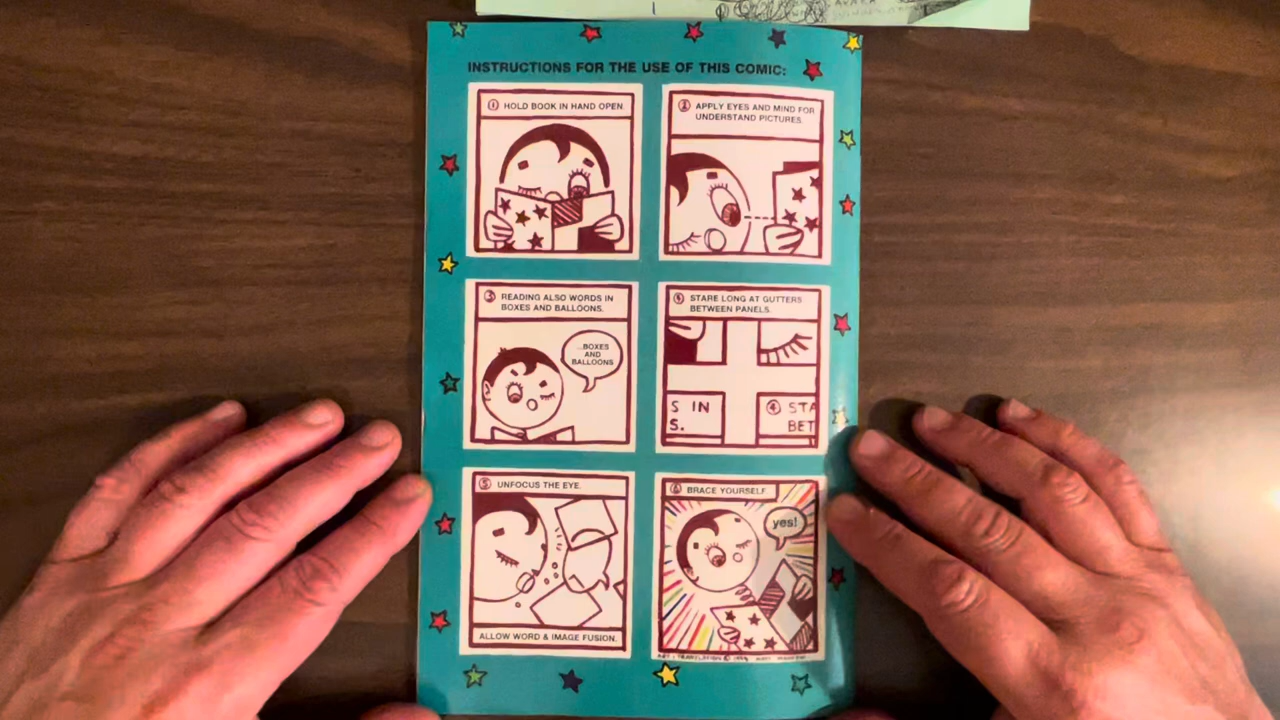 INSTRUCTIONS FOR THE USE OF THIS COMIC:
① HOLD BOOK IN HAND OPEN.
② APPLY EYES AND MIND FOR
UNDERSTAND PICTURES.
③ READING ALSO WORDS IN
BOXES AND BALLOONS.
...BOXES
AND
BALLOONS
④ STARE LONG AT GUTTERS
BETWEEN PANELS.
S IN
S.
④ STA
BET
⑤ UNFOCUS THE EYE.
ALLOW WORD & IMAGE FUSION.
⑥ BRACE YOURSELF.
yes!